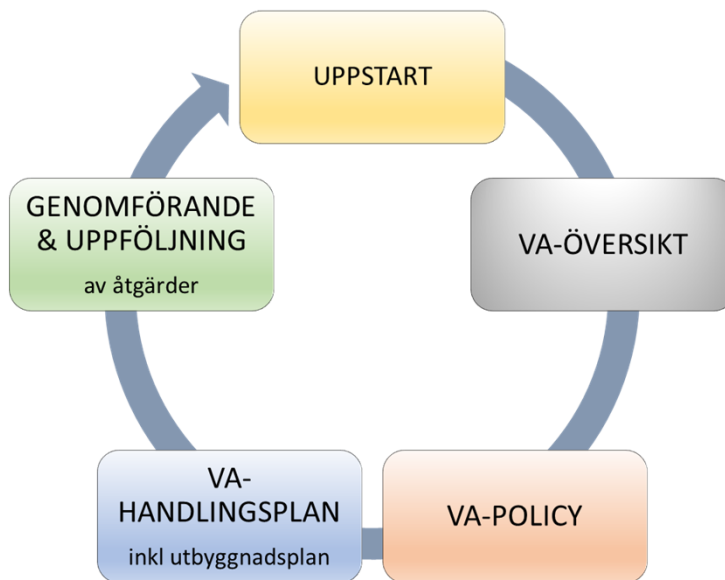 UPPSTART
VA-ÖVERSIKT
VA-POLICY
VA-
HANDLINGSPLAN
inkl utbyggnadsplan
GENOMFÖRANDE
& UPPFÖLJNING
av åtgärder